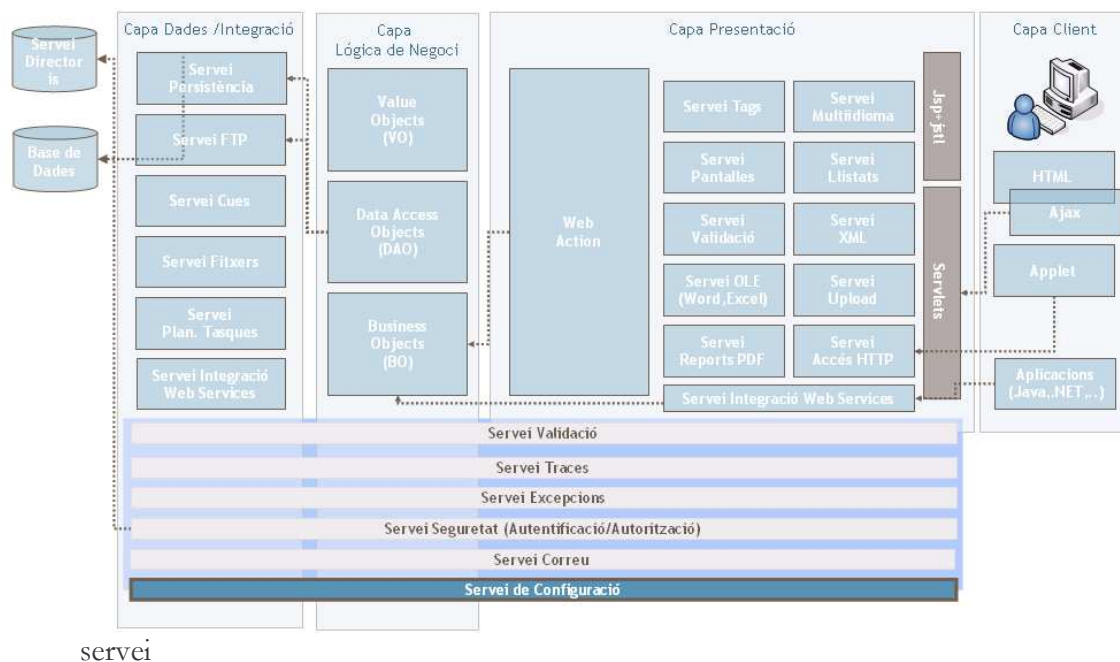 Servei
Director
is
Base de
Dades
Capa Dades /Integració
Servei
Persistència
Servei FTP
Servei Cues
Servei Fitxers
Servei
Plan. Tasques
Servei Integració
Web Services
Capa
Lógica de Negoci
Value
Objects
(VO)
Data Access
Objects
(DAO)
Business
Objects
(BO)
Capa Presentació
Web
Action
Servei Tags
Servei
Multiidioma
Servei
Pantalles
Servei
Llistats
Servei
Validació
Servei
XML
Servei OLE
(Word,Excel)
Servei
Upload
Servei
Reports PDF
Servei
Accés HTTP
Servei Integració Web Services
Jsp+jstl
Servlets
Capa Client
HTML
Ajax
Applet
Aplicacions
(Java,.NET,..)
Servei Validació
Servei Traces
Servei Excepcions
Servei Seguretat (Autentificació/Autorització)
Servei Correu
Servei de Configuració
servei